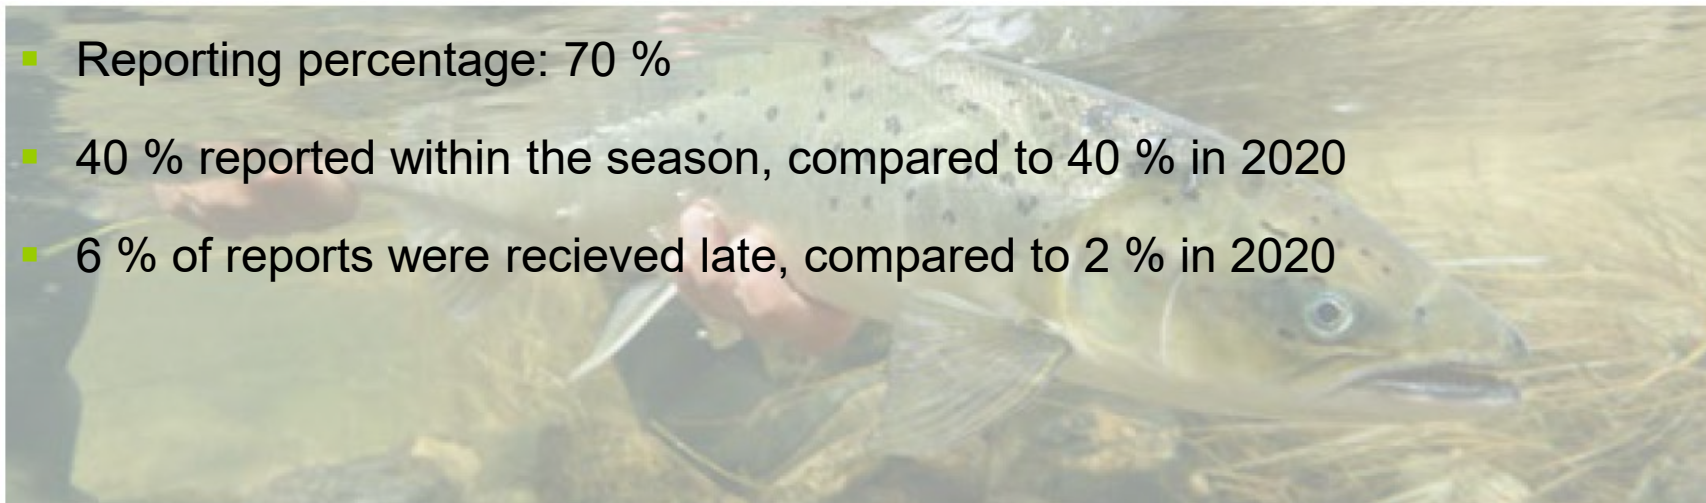 Reporting percentage: 70 %
40 % reported within the season, compared to 40 % in 2020
6 % of reports were recieved late, compared to 2 % in 2020